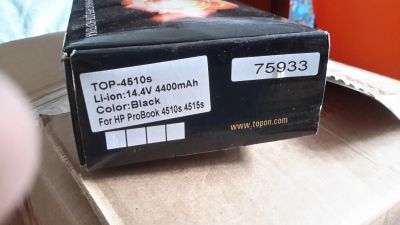 TOP-4510s
Li-ion:14.4V 4400mAh
Color:Black
For HP ProBook 4510s 4515s
75933
www.topon.com